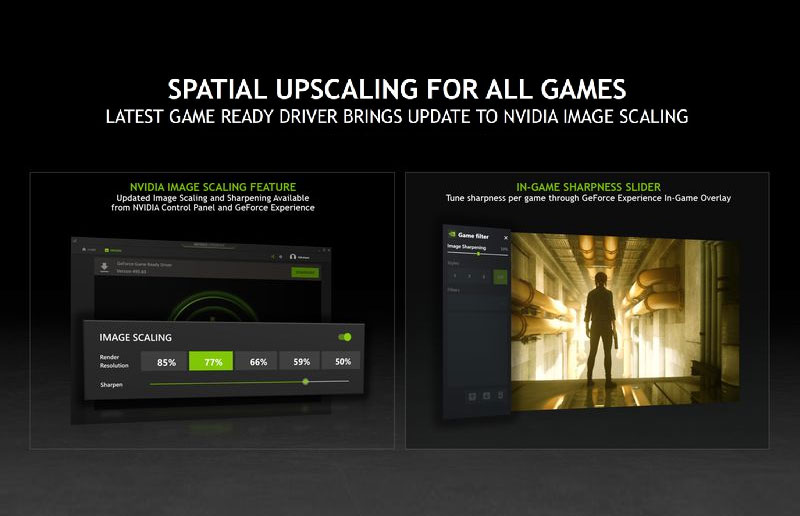 SPATIAL UPSCALING FOR ALL GAMES
LATEST GAME READY DRIVER BRINGS UPDATE TO NVIDIA IMAGE SCALING
NVIDIA IMAGE SCALING FEATURE
Updated Image Scaling and Sharpening Available
from NVIDIA Control Panel and GeForce Experience
GeForce Game Ready Driver
IMAGE SCALING
Render
Resolution
85% 77% 66% 59% 50%
Sharpen
IN-GAME SHARPNESS SLIDER
Tune sharpness per game through GeForce Experience In-Game Overlay
Game filter
Image Sharpening
Styles
Filters